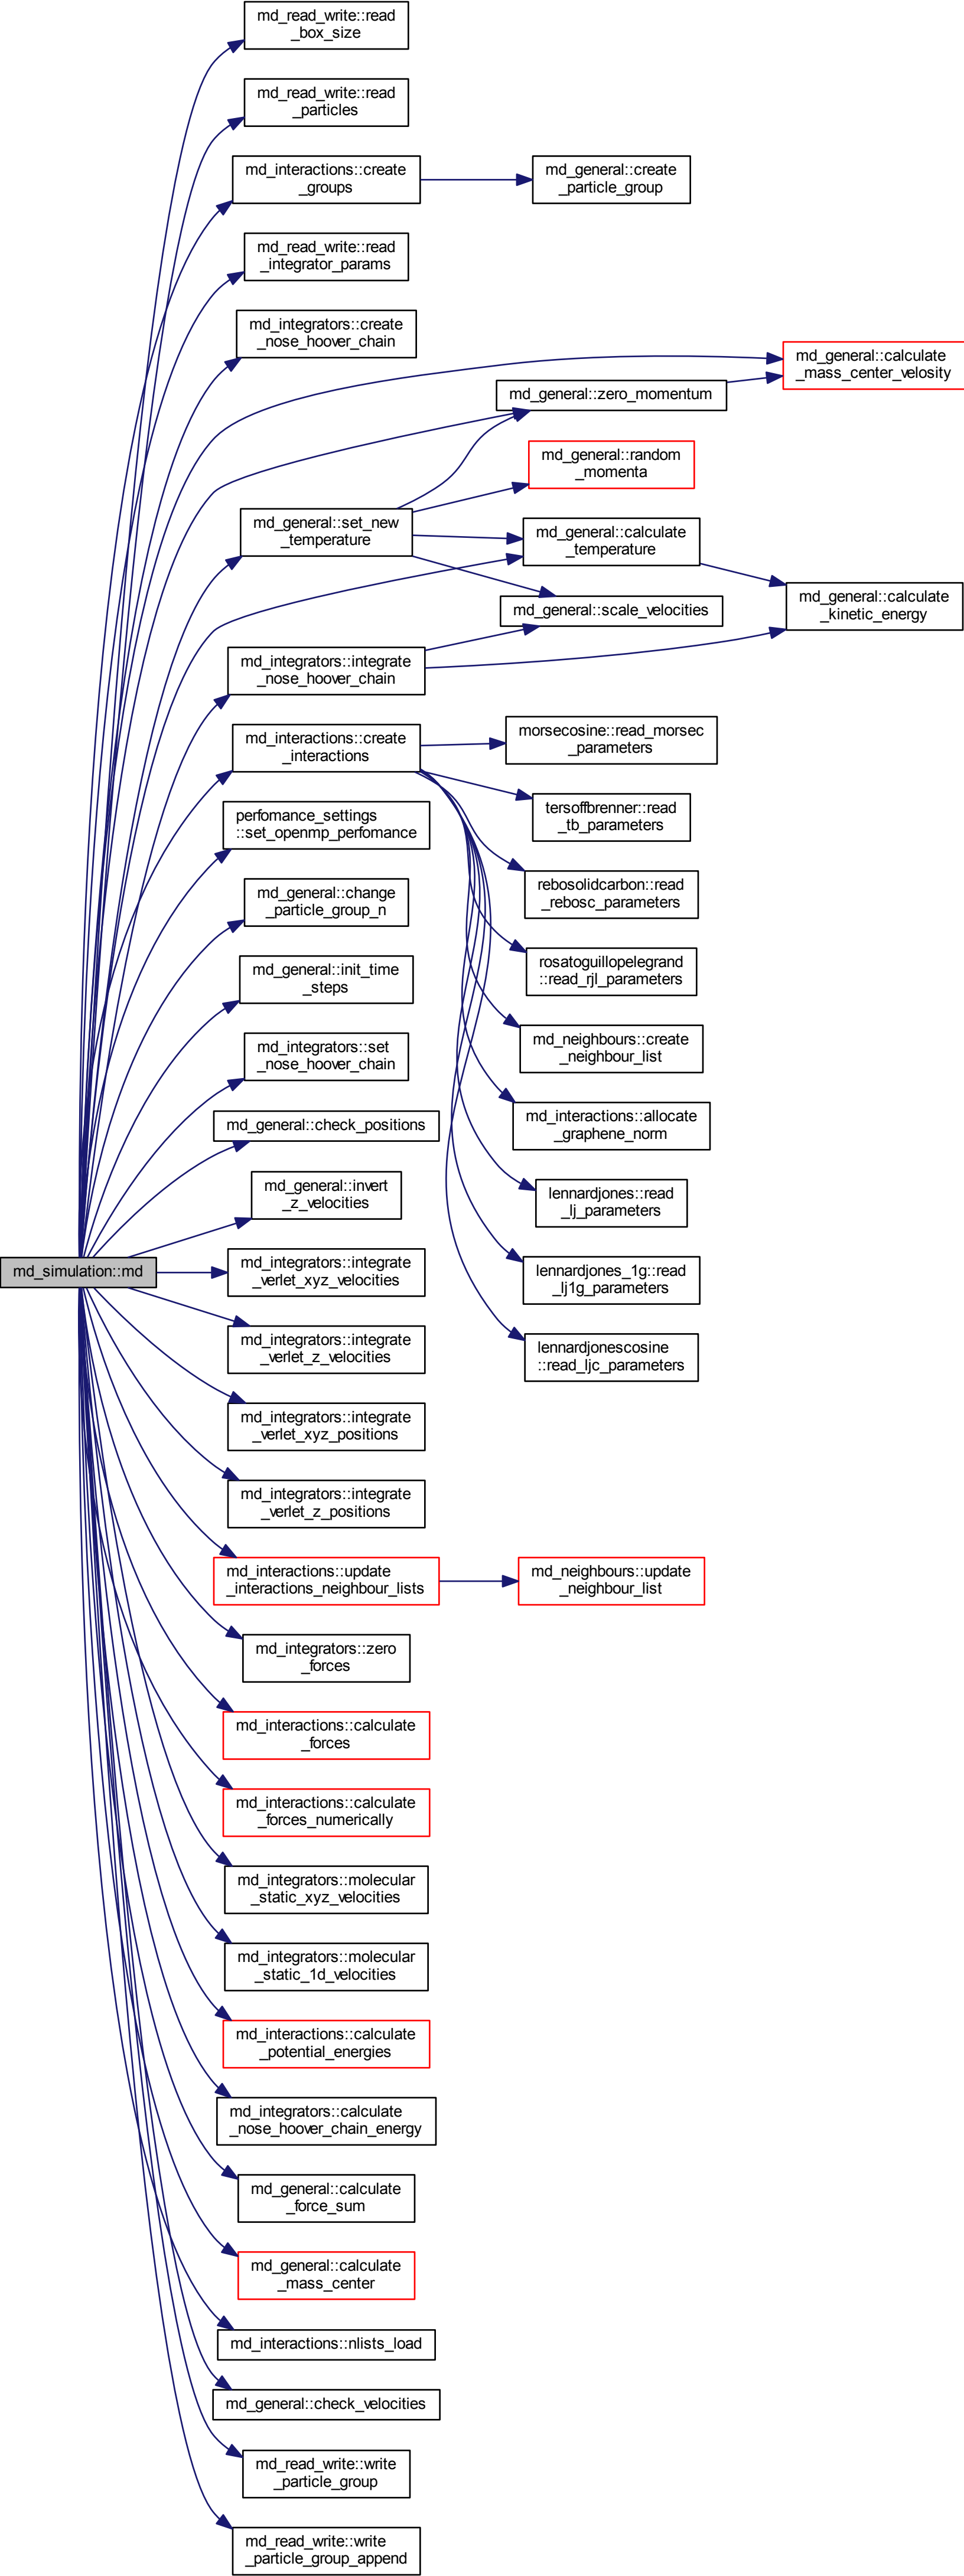 md_read_write::read
_box_size
md_read_write::read
_particles
md_interactions::create
_groups
md_general::create
_particle_group
md_read_write::read
_integrator_params
md_integrators::create
_nose_hoover_chain
md_general::calculate
_mass_center_velosity
md_general::zero_momentum
md_general::random
_momenta
md_general::set_new
_temperature
md_general::calculate
_temperature
md_general::calculate
_kinetic_energy
md_general::scale_velocities
md_integrators::integrate
_nose_hoover_chain
md_interactions::create
_interactions
morsecosine::read_morsec
_parameters
perfomance_settings
::set_openmp_perfomance
tersoffbrenner::read
_tb_parameters
md_general::change
_particle_group_n
rebosolidcarbon::read
_rebosc_parameters
md_general::init_time
_steps
rosatoguillopelegrand
::read_rjl_parameters
md_integrators::set
_nose_hoover_chain
md_neighbours::create
_neighbour_list
md_general::check_positions
md_interactions::allocate
_graphene_norm
md_general::invert
_z_velocities
lennardjones::read
_lj_parameters
md_simulation::md
md_integrators::integrate
_verlet_xyz_velocities
lennardjones_1g::read
_lj1g_parameters
md_integrators::integrate
_verlet_z_velocities
lennardjonescosine
::read_ljc_parameters
md_integrators::integrate
_verlet_xyz_positions
md_integrators::integrate
_verlet_z_positions
md_interactions::update
_interactions_neighbour_lists
md_neighbours::update
_neighbour_list
md_integrators::zero
_forces
md_interactions::calculate
_forces
md_interactions::calculate
_forces_numerically
md_integrators::molecular
_static_xyz_velocities
md_integrators::molecular
_static_1d_velocities
md_interactions::calculate
_potential_energies
md_integrators::calculate
_nose_hoover_chain_energy
md_general::calculate
_force_sum
md_general::calculate
_mass_center
md_interactions::nlists_load
md_general::check_velocities
md_read_write::write
_particle_group
md_read_write::write
_particle_group_append